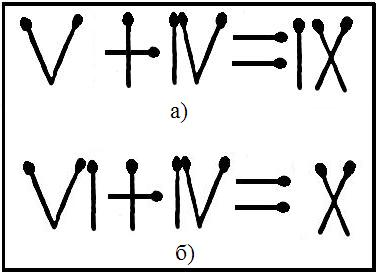 V + IV = IX
а)
VI + IV = X
б)